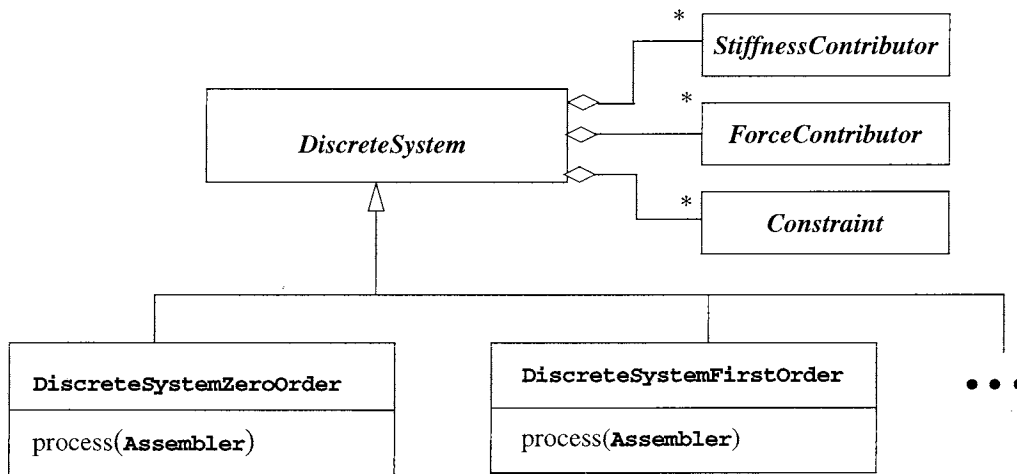 *
StiffnessContributor
*
DiscreteSystem
ForceContributor
*
Constraint
DiscreteSystemZeroOrder
DiscreteSystemFirstOrder
• • •
process(Assembler)
process(Assembler)